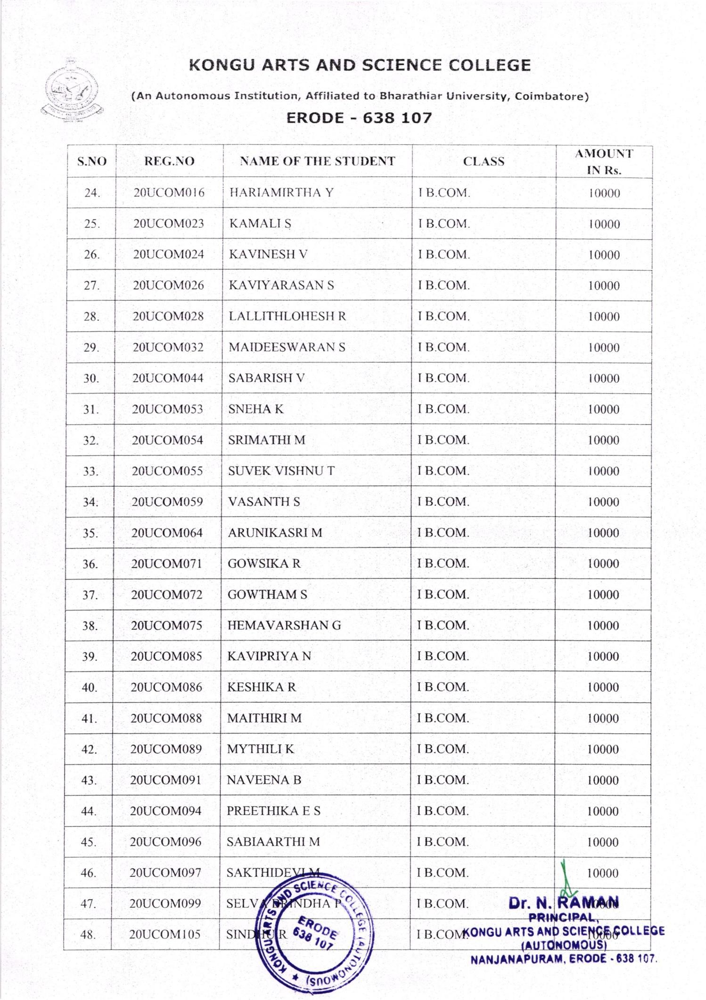 KONGU ARTS AND SCIENCE COLLEGE
(An Autonomous Institution, Affiliated to Bharathiar University, Coimbatore)
ERODE - 638 107
S.NO REG.NO NAME OF THE STUDENT CLASS AMOUNT IN Rs.
24. 20UCOM016 HARIAMIRTHA Y I B.COM. 10000
25. 20UCOM023 KAMALI S I B.COM. 10000
26. 20UCOM024 KAVINESH V I B.COM. 10000
27. 20UCOM026 KAVIYARASAN S I B.COM. 10000
28. 20UCOM028 LALLITHLOHESH R I B.COM. 10000
29. 20UCOM032 MAIDEESWARAN S I B.COM. 10000
30. 20UCOM044 SABARISH V I B.COM. 10000
31. 20UCOM053 SNEHA K I B.COM. 10000
32. 20UCOM054 SRIMATHI M I B.COM. 10000
33. 20UCOM055 SUVEK VISHNU T I B.COM. 10000
34. 20UCOM059 VASANTH S I B.COM. 10000
35. 20UCOM064 ARUNIKASRI M I B.COM. 10000
36. 20UCOM071 GOWSIKA R I B.COM. 10000
37. 20UCOM072 GOWTHAM S I B.COM. 10000
38. 20UCOM075 HEMAVARSHAN G I B.COM. 10000
39. 20UCOM085 KAVIPRIYA N I B.COM. 10000
40. 20UCOM086 KESHIKA R I B.COM. 10000
41. 20UCOM088 MAITHIRI M I B.COM. 10000
42. 20UCOM089 MYTHILI K I B.COM. 10000
43. 20UCOM091 NAVEENA B I B.COM. 10000
44. 20UCOM094 PREETHIKA E S I B.COM. 10000
45. 20UCOM096 SABIAARTHI M I B.COM. 10000
46. 20UCOM097 SAKTHIDEVI M I B.COM. 10000
47. 20UCOM099 SELVA BRINDHA P I B.COM. 10000
48. 20UCOM105 SINDHU R I B.COM. 10000
KONGU ARTS AND SCIENCE COLLEGE (AUTONOMOUS) ★
ERODE
638 107
Dr. N. RAMAN
PRINCIPAL,
KONGU ARTS AND SCIENCE COLLEGE
(AUTONOMOUS)
NANJANAPURAM, ERODE - 638 107.